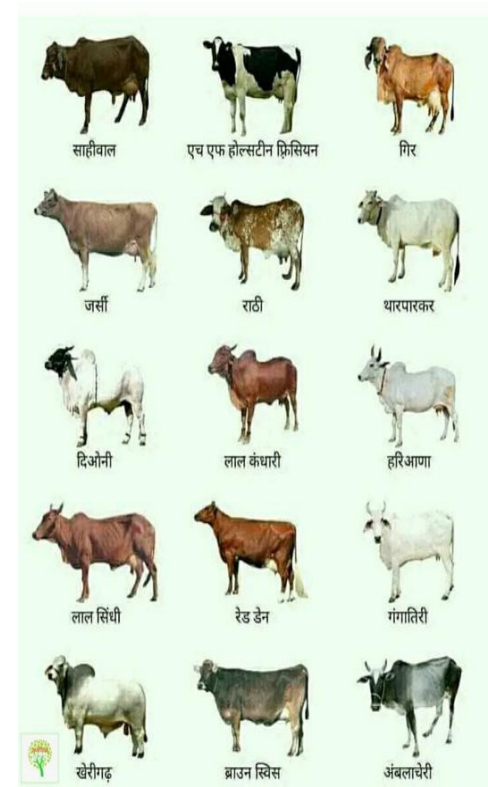 साहीवाल
एच एफ होल्सटीन फ्रिसियन
गिर
जर्सी
राठी
थारपारकर
दिओनी
लाल कंधारी
हरिआणा
लाल सिंधी
रेड डेन
गंगातिरी
खेरीगढ़
ब्राउन स्विस
अंबलाचेरी